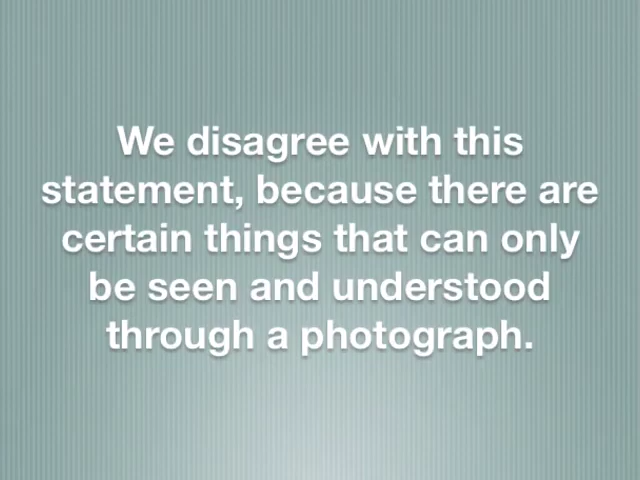 We disagree with this
statement, because there are
certain things that can only
be seen and understood
through a photograph.